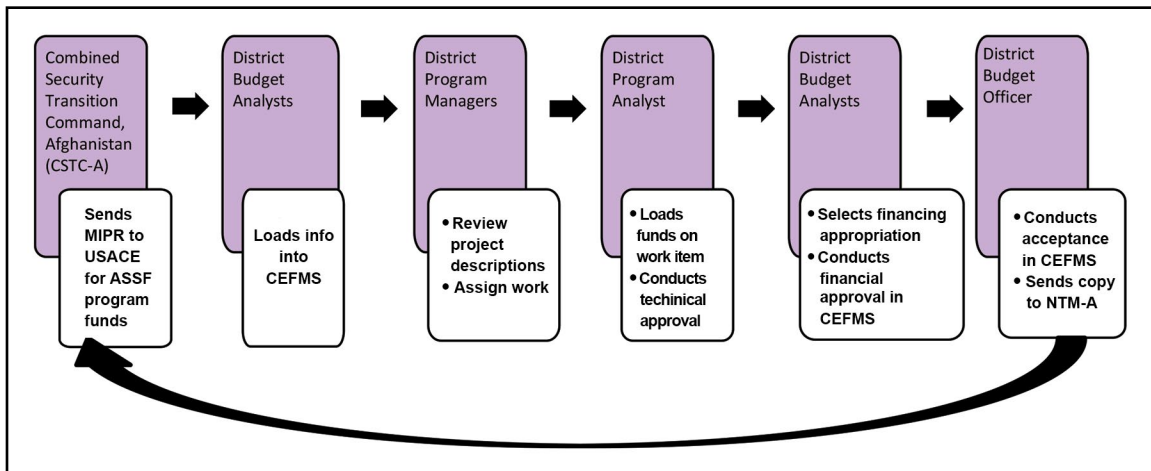 Combined
Security
Transition
Command,
Afghanistan
(CSTC-A)
Sends
MIPR to
USACE
for ASSF
program
funds
District
Budget
Analysts
Loads info
into
CEFMS
District
Program
Managers
• Review
project
descriptions
• Assign work
District
Program
Analyst
• Loads
funds on
work item
• Conducts
techinical
approval
District
Budget
Analysts
• Selects financing
appropriation
• Conducts
financial
approval in
CEFMS
District
Budget
Officer
• Conducts
acceptance
in CEFMS
• Sends copy
to NTM-A